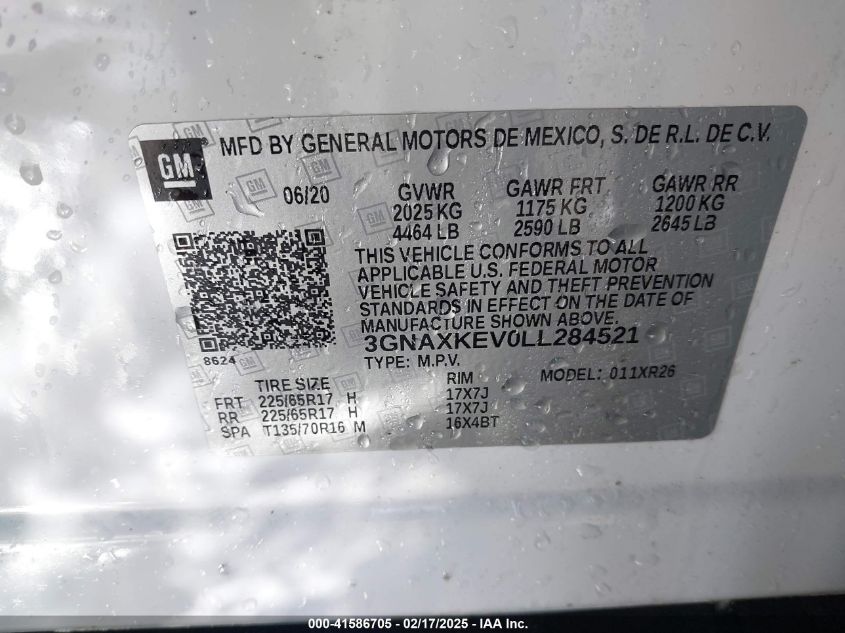 GM
MFD BY GENERAL MOTORS DE MEXICO, S. DE R.L. DE C.V.
06/20 GVWR GAWR FRT GAWR RR
2025 KG 1175 KG 1200 KG
4464 LB 2590 LB 2645 LB
THIS VEHICLE CONFORMS TO ALL
APPLICABLE U.S. FEDERAL MOTOR
VEHICLE SAFETY AND THEFT PREVENTION
STANDARDS IN EFFECT ON THE DATE OF
MANUFACTURE SHOWN ABOVE.
3GNAXKEV0LL284521
8624
TYPE: M.P.V. MODEL: 011XR26
TIRE SIZE RIM
FRT 225/65R17 H 17X7J
RR 225/65R17 H 17X7J
SPA T135/70R16 M 16X4BT
000-41586705 - 02/17/2025 - IAA Inc.